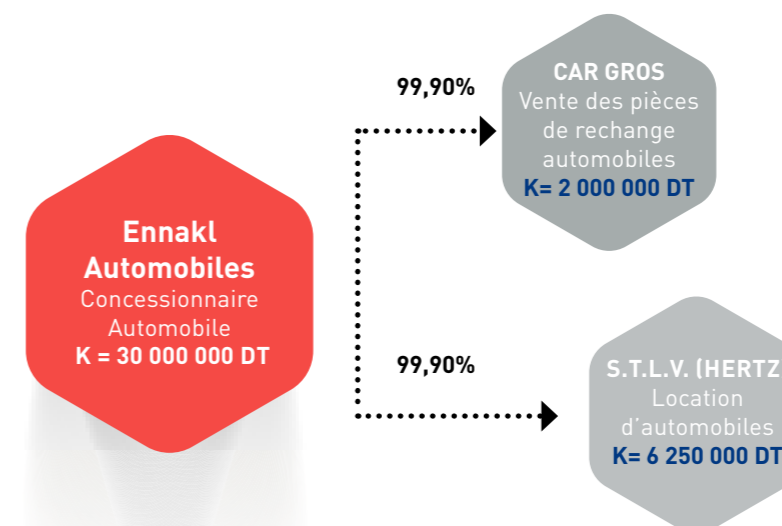 99,90%
CAR GROS
Vente des pièces
de rechange
automobiles
K= 2 000 000 DT
Ennakl
Automobiles
Concessionnaire
Automobile
K = 30 000 000 DT
99,90%
S.T.L.V. (HERTZ
Location
d’automobiles
K= 6 250 000 DT